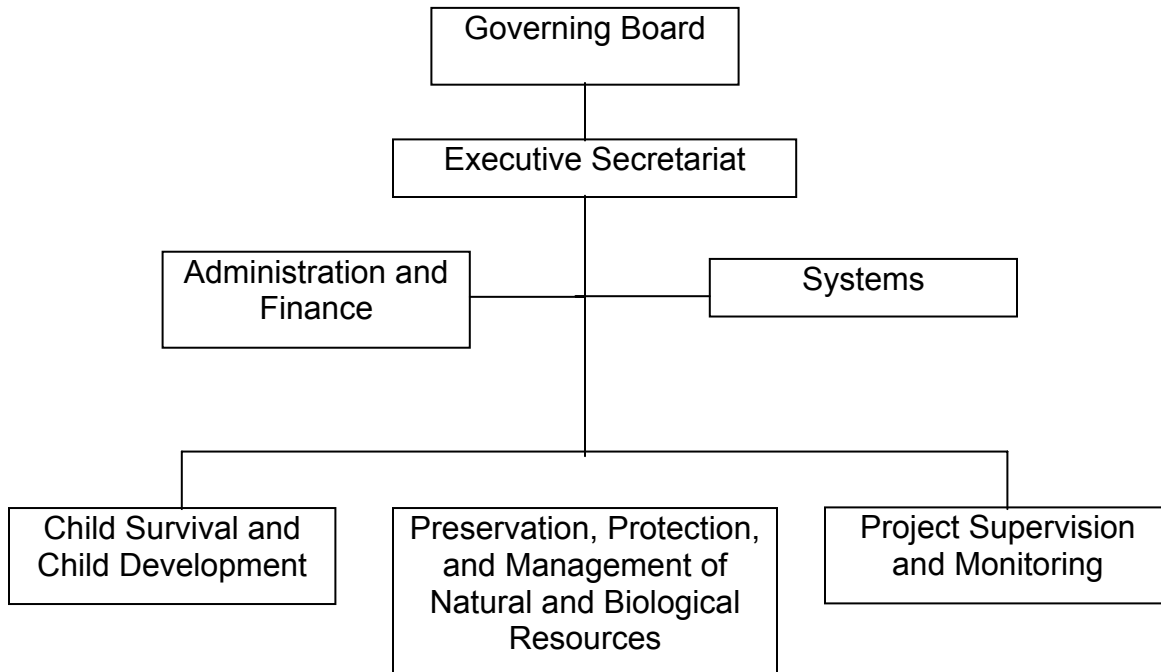 Governing Board
Executive Secretariat
Administration and
Finance
Systems
Child Survival and
Child Development
Preservation, Protection,
and Management of
Natural and Biological
Resources
Project Supervision
and Monitoring